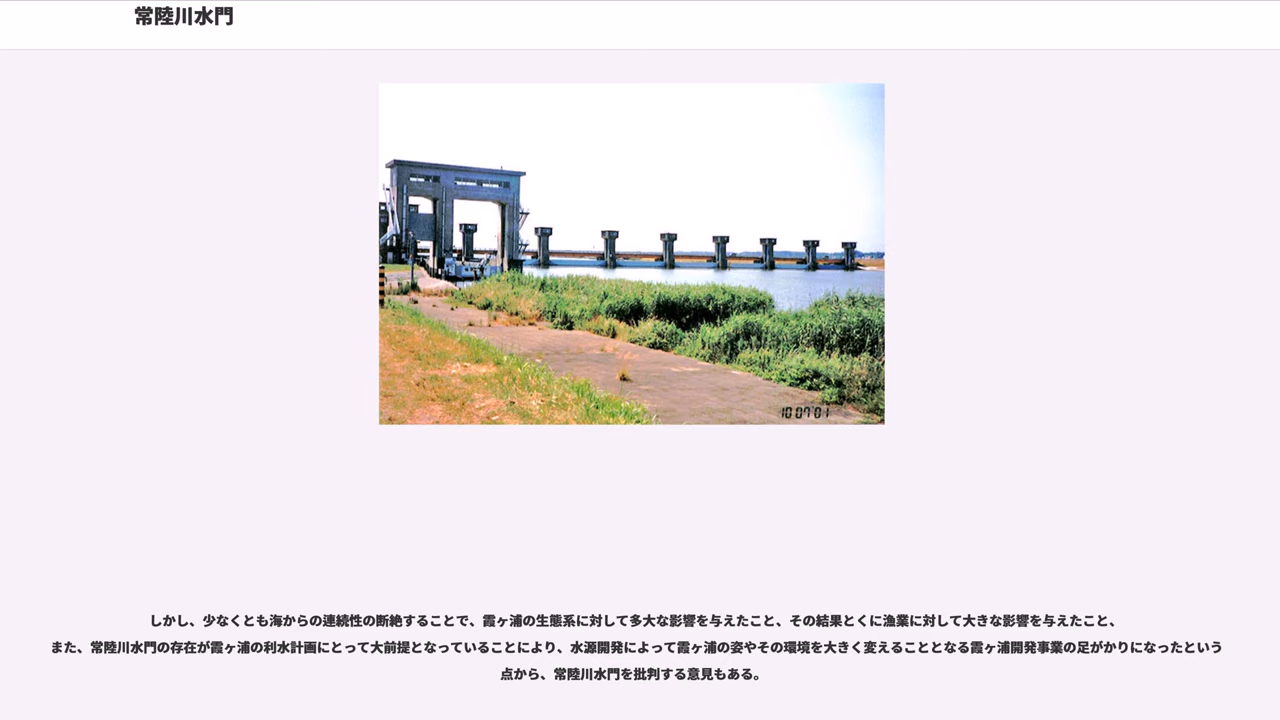 常陸川水門
10 07'01
しかし、少なくとも海からの連続性の断絶することで、霞ヶ浦の生態系に対して多大な影響を与えたこと、その結果とくに漁業に対して大きな影響を与えたこと、
また、常陸川水門の存在が霞ヶ浦の利水計画にとって大前提となっていることにより、水源開発によって霞ヶ浦の姿やその環境を大きく変えることとなる霞ヶ浦開発事業の足がかりになったという
点から、常陸川水門を批判する意見もある。